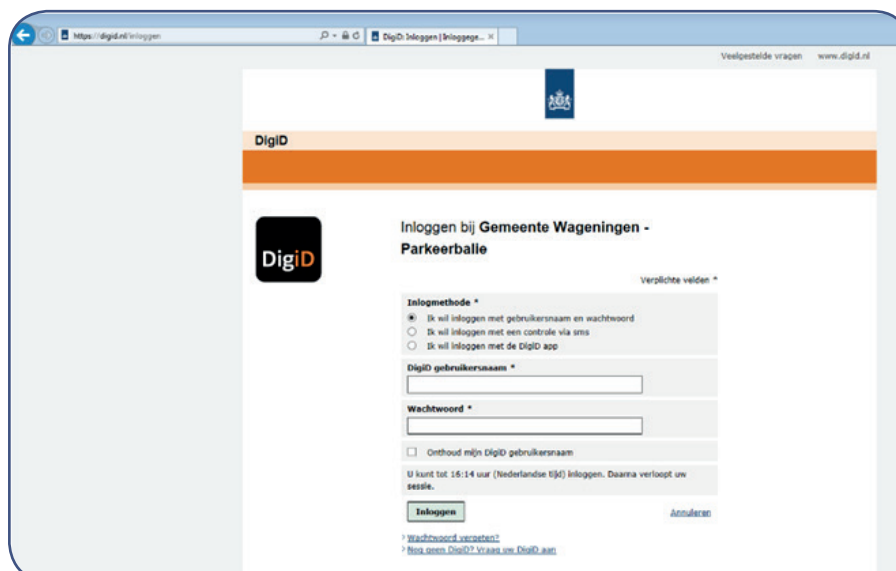 https://digid.nl/inloggen
DigiD: Inloggen | Inloggege... ×
Veelgestelde vragen www.digid.nl
DigiD
DigiD
Inloggen bij Gemeente Wageningen -
Parkeerbalie
Verplichte velden *
Inlogmethode *
Ik wil inloggen met gebruikersnaam en wachtwoord
Ik wil inloggen met een controle via sms
Ik wil inloggen met de DigiD app
DigiD gebruikersnaam *
Wachtwoord *
Onthoud mijn DigiD gebruikersnaam
U kunt tot 16:14 uur (Nederlandse tijd) inloggen. Daarna verloopt uw
sessie.
Inloggen Annuleren
Wachtwoord vergeten?
Nog geen DigiD? Vraag uw DigiD aan